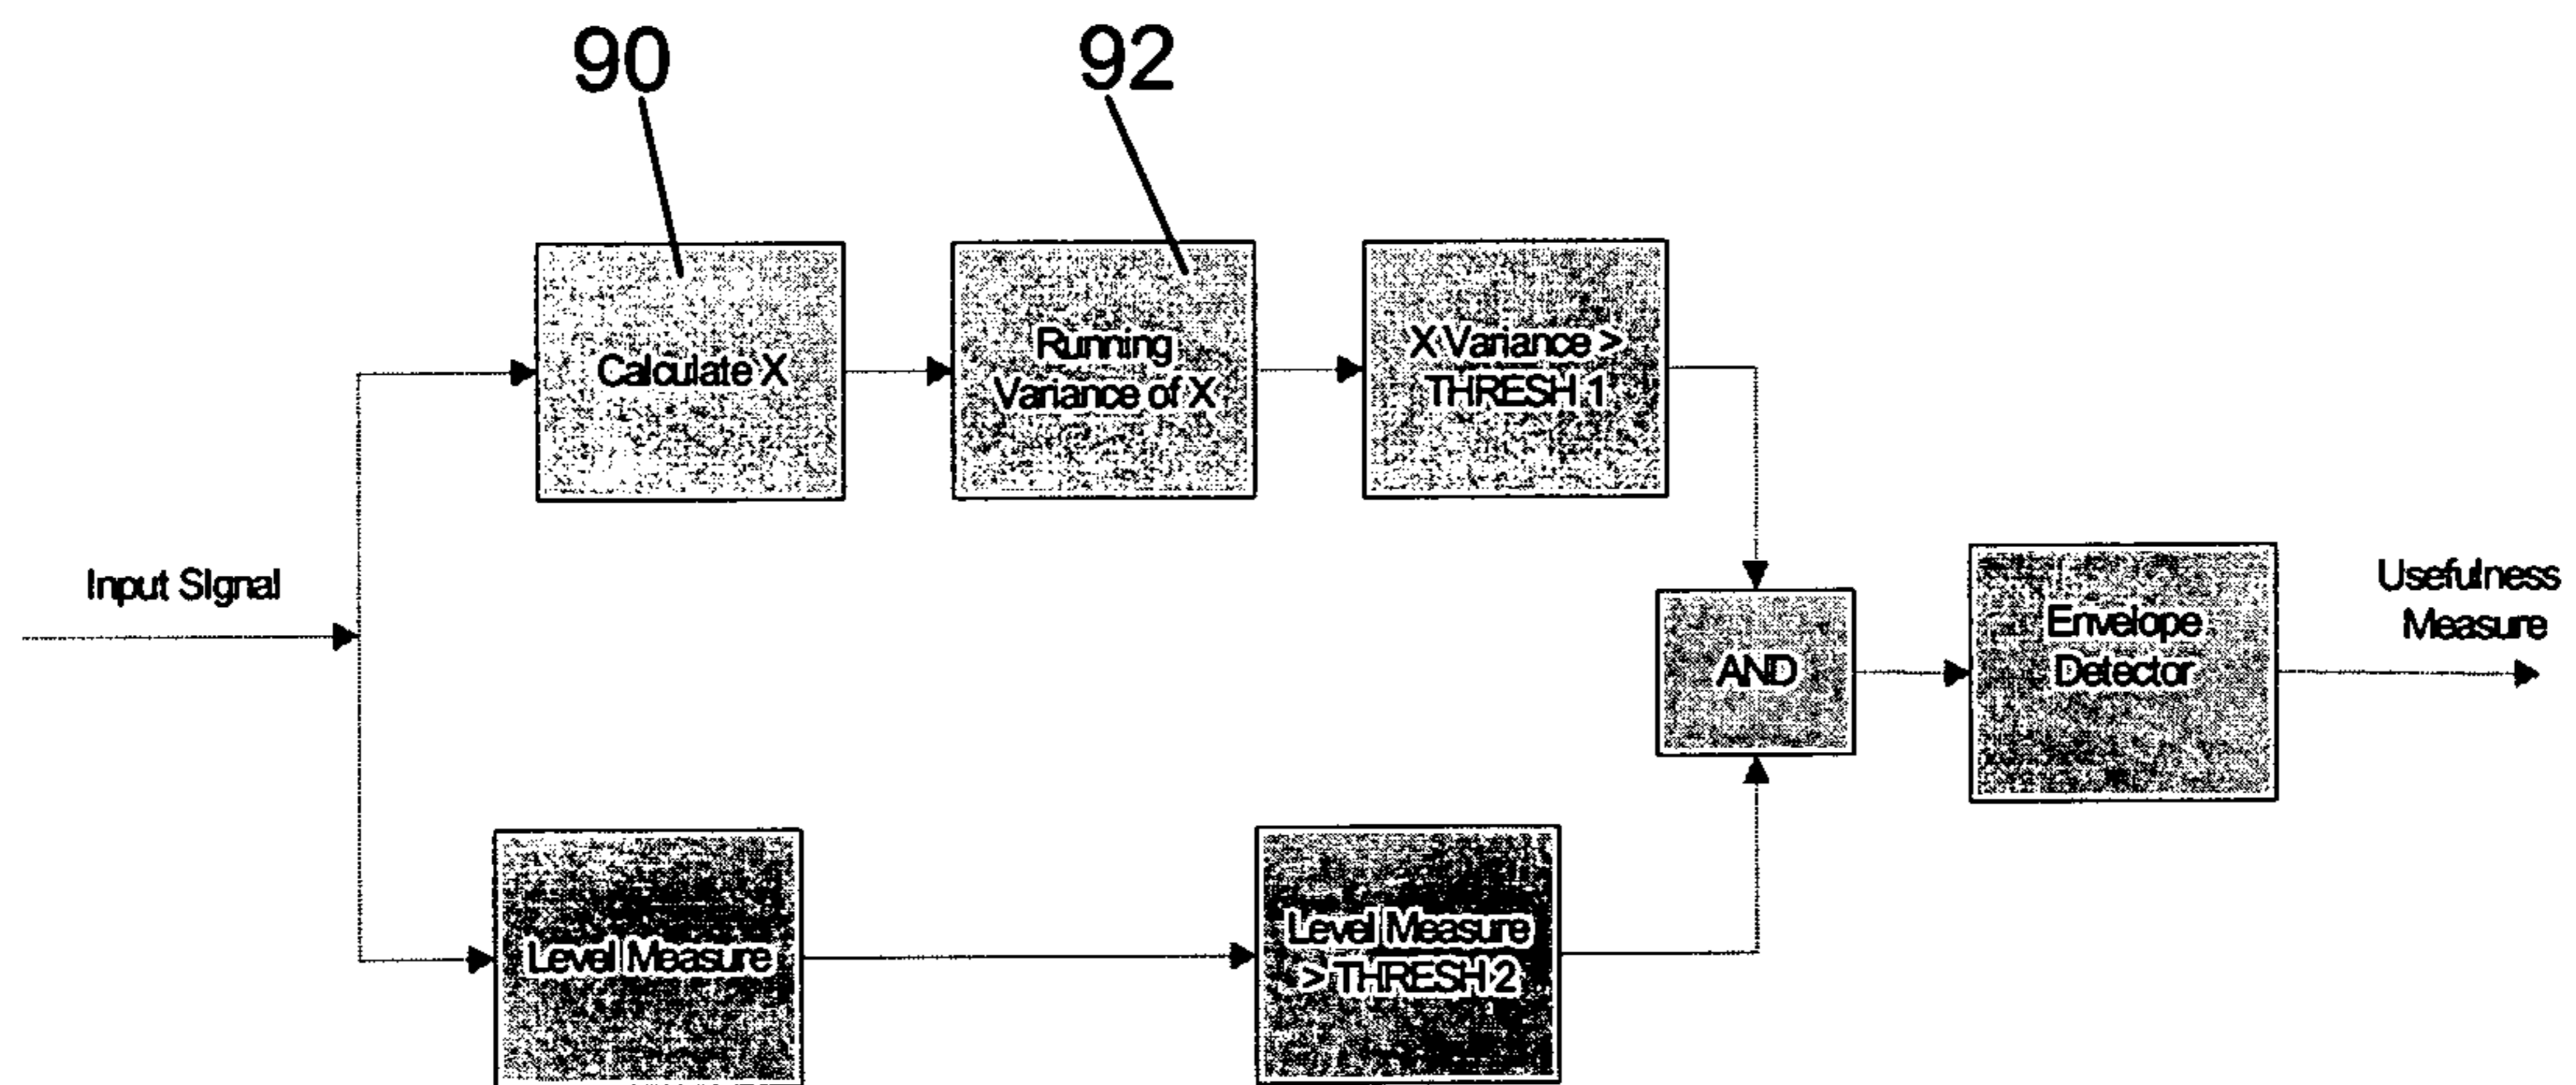 90
92
Calculate X
Running
Variance of X
X Variance >
THRESH 1
Input Signal
AND
Envelope
Detector
Usefulness
Measure
Level Measure
Level Measure
> THRESH 2